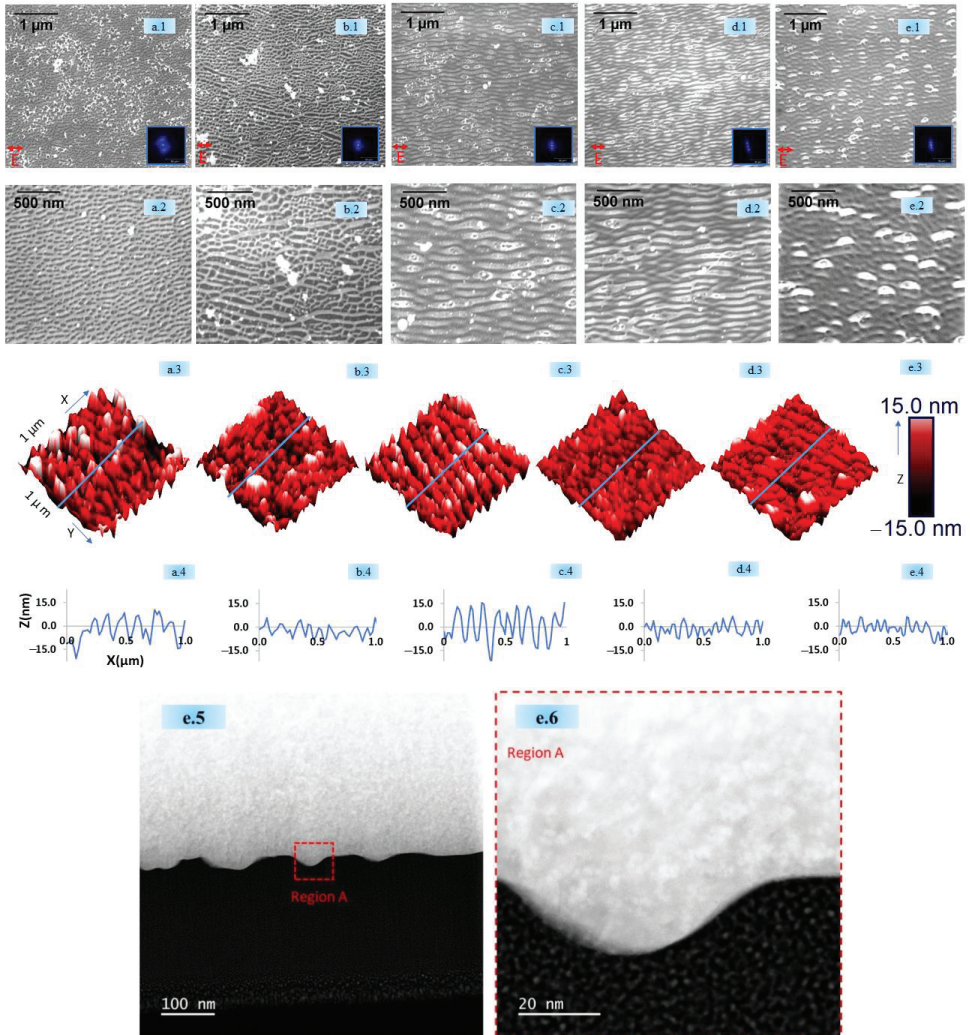 1 µm
a.1
E
1 µm
b.1
E
1 µm
c.1
E
1 µm
d.1
E
1 µm
e.1
E
500 nm
a.2
500 nm
b.2
500 nm
c.2
500 nm
d.2
500 nm
e.2
a.3
X
1 µm
1 µ m
Y
b.3
c.3
d.3
e.3
15.0 nm
Z
−15.0 nm
a.4
Z(nm)
15.0
0.0
−15.0
0.0 0.5 1.0
X(µm)
b.4
15.0
0.0
−15.0
0.0 0.5 1.0
c.4
15.0
0.0
−15.0
0 0.5 1
d.4
15.0
0.0
−15.0
0.0 0.5 1.0
e.4
15.0
0.0
−15.0
0.0 0.5 1.0
e.5
Region A
100 nm
e.6
Region A
20 nm